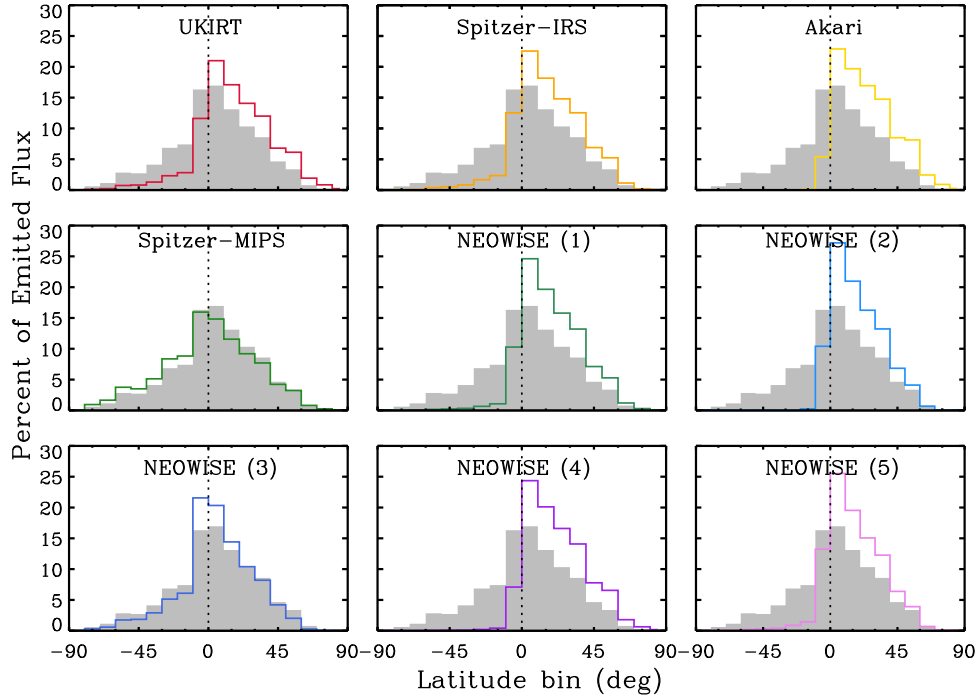 UKIRT
Spitzer-IRS
Akari
30
25
20
15
10
5
0
Spitzer-MIPS
NEOWISE (1)
NEOWISE (2)
30
25
20
15
10
5
0
NEOWISE (3)
NEOWISE (4)
NEOWISE (5)
30
25
20
15
10
5
0
-90 -45 0 45 90-90 -45 0 45 90-90 -45 0 45 90
Percent of Emitted Flux
Latitude bin (deg)